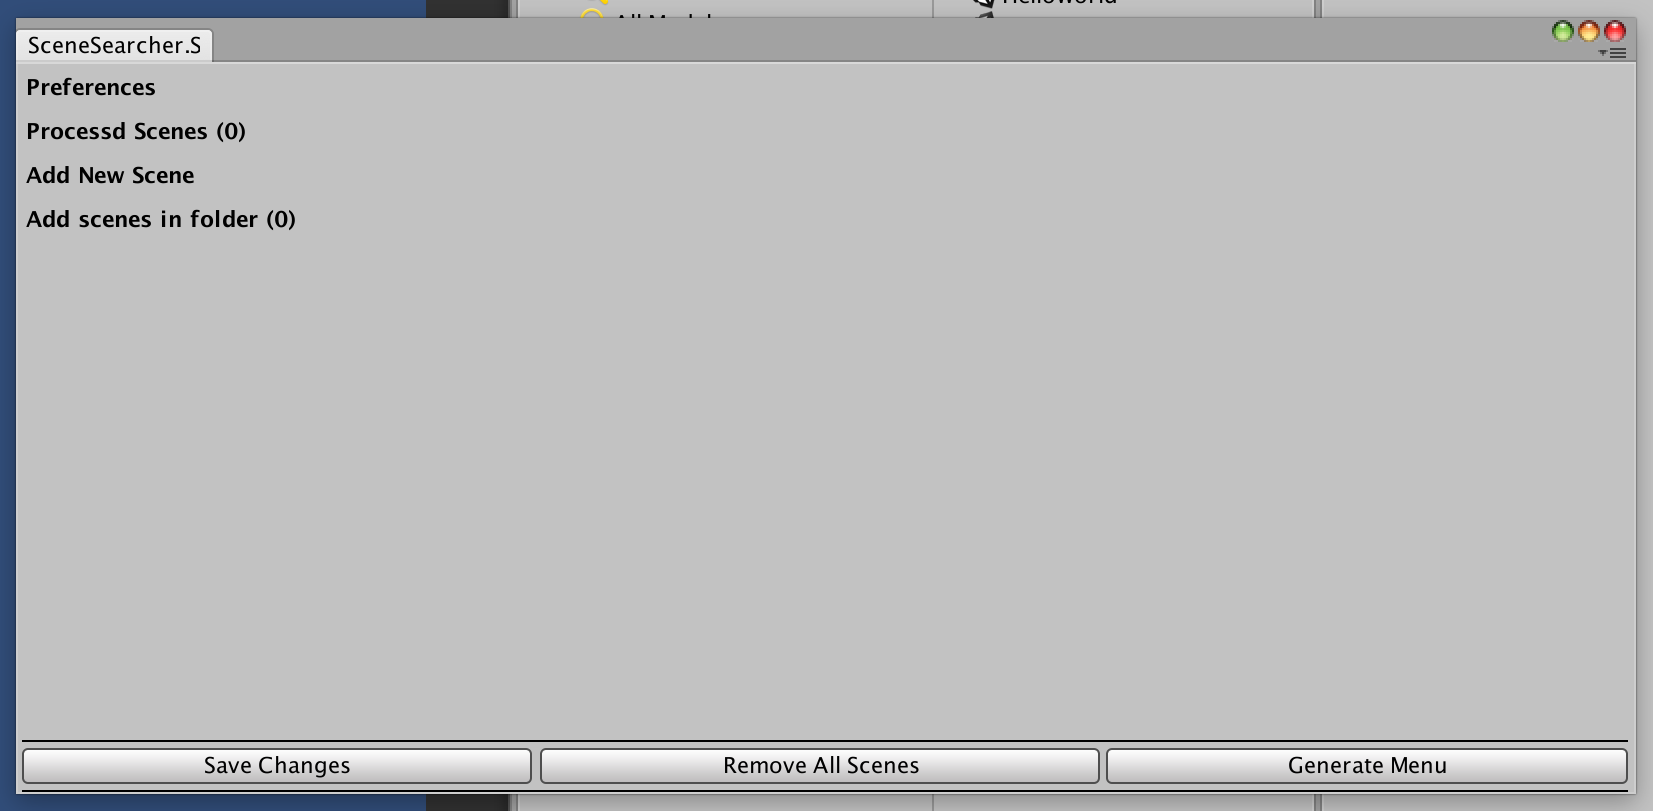 HelloWorld
SceneSearcher.S
Preferences
Processd Scenes (0)
Add New Scene
Add scenes in folder (0)
Save Changes
Remove All Scenes
Generate Menu